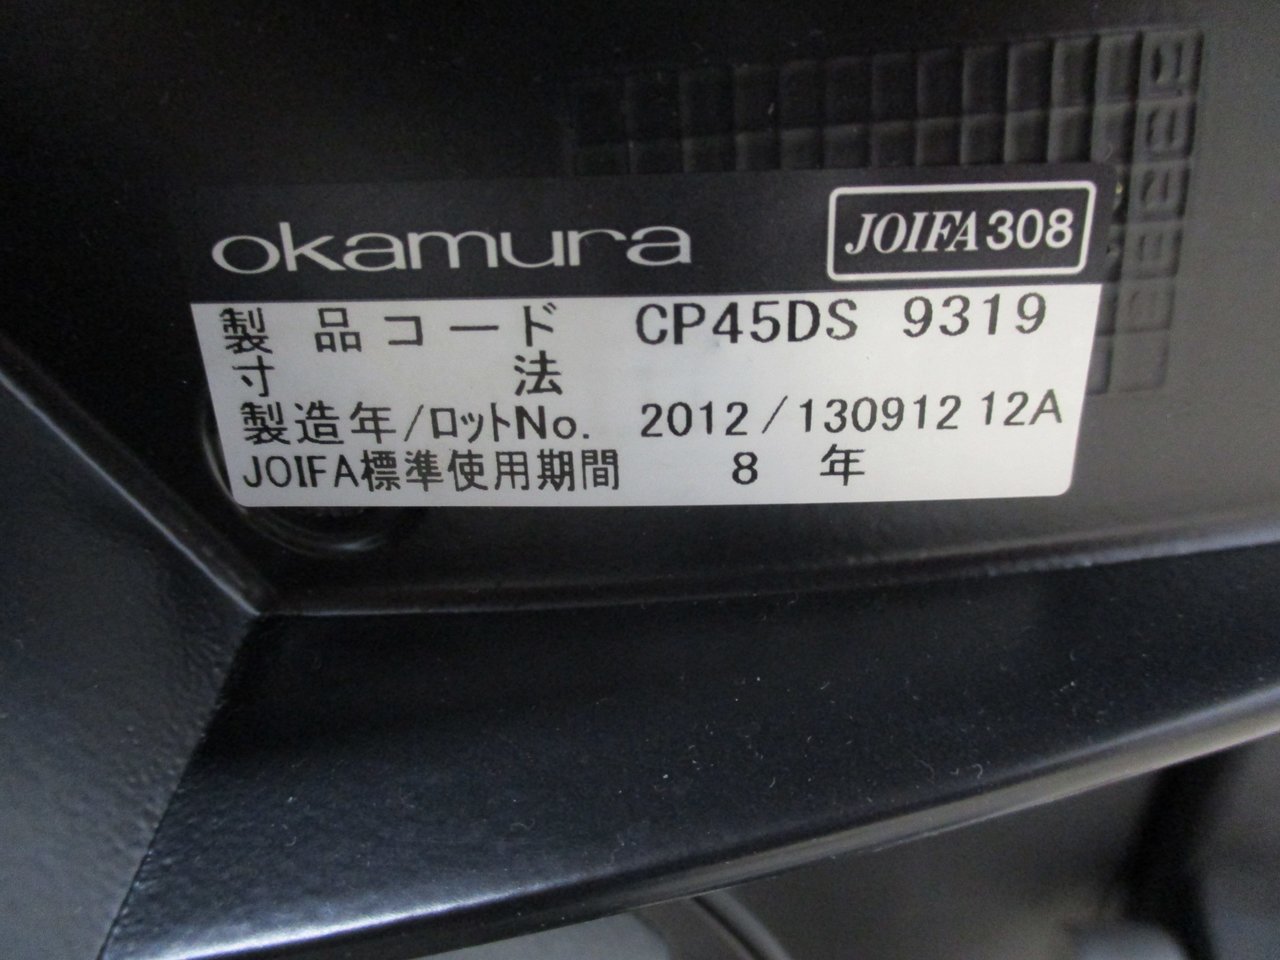 okamura
JOIFA308
製品コード CP45DS 9319
寸法
製造年/ロットNo. 2012/130912 12A
JOIFA標準使用期間 8 年